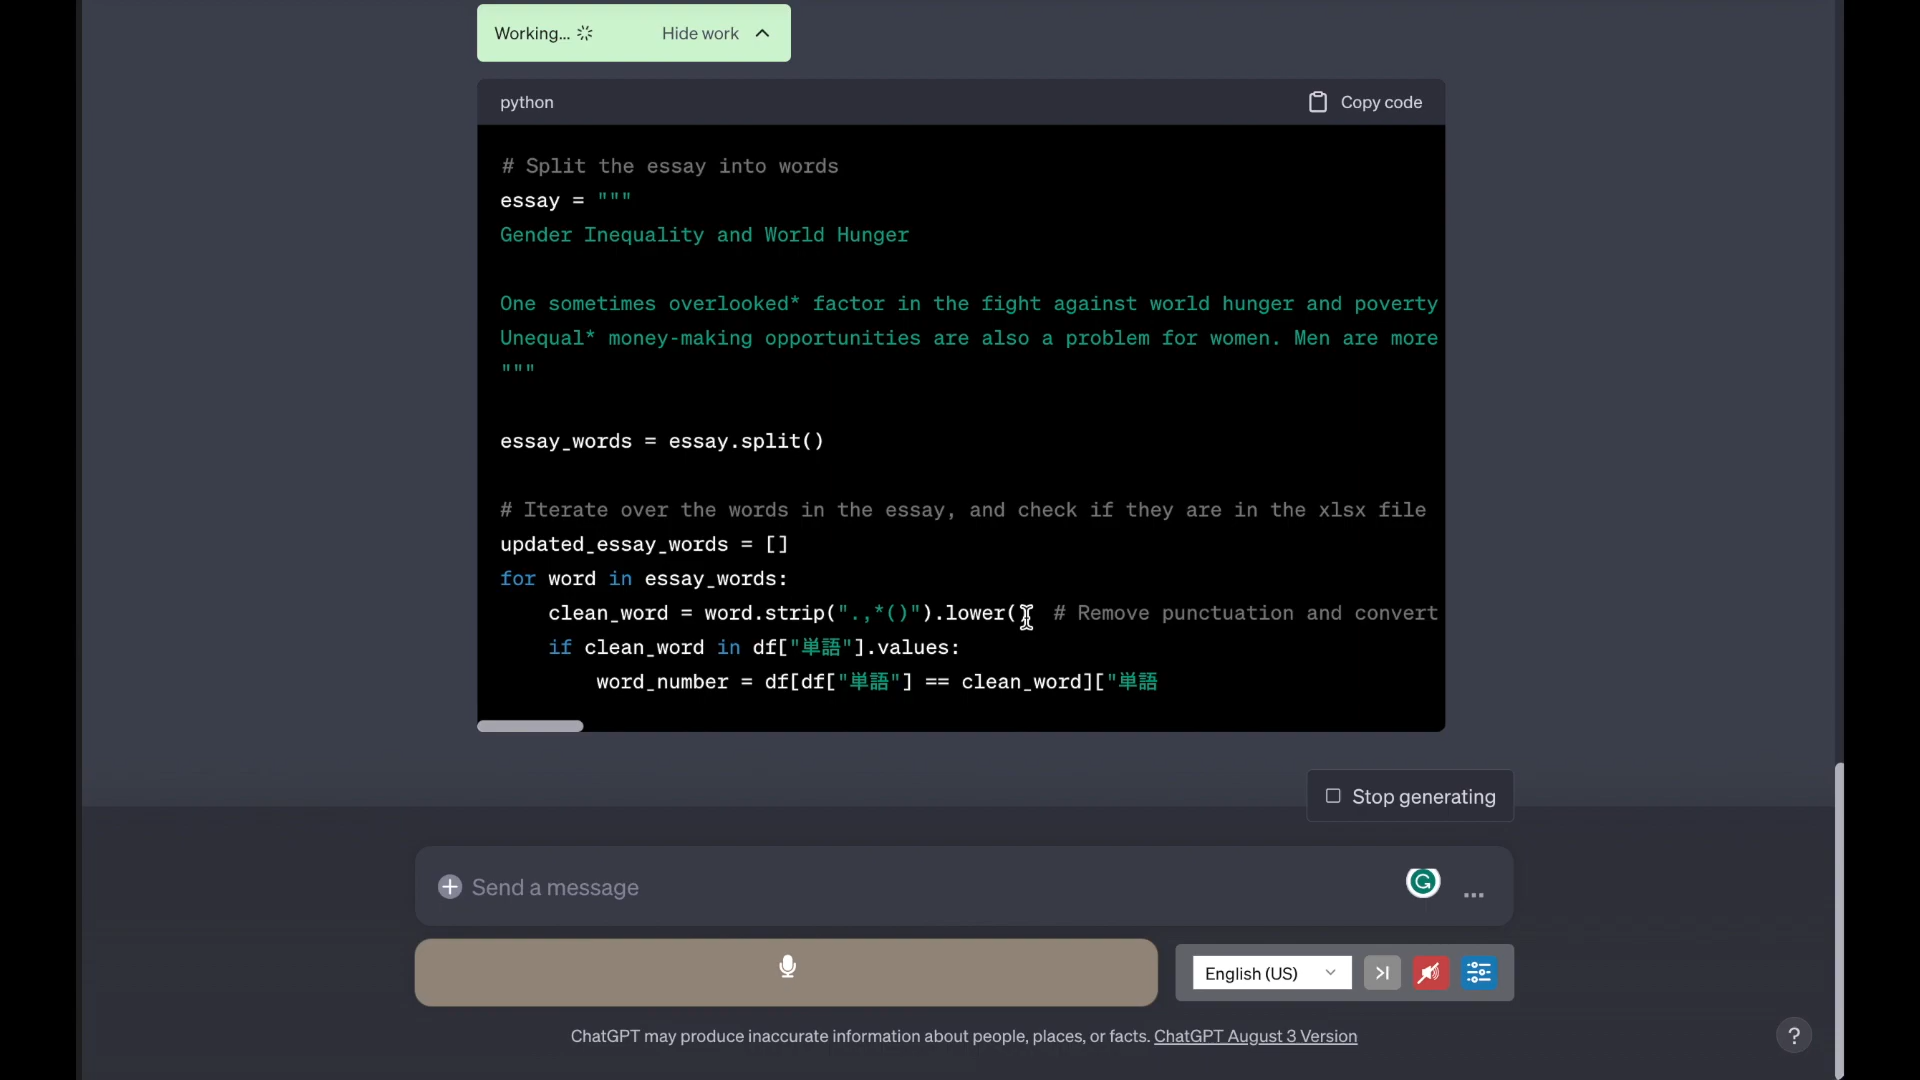 Working...
Hide work
python
Copy code
# Split the essay into words
essay = """
Gender Inequality and World Hunger
One sometimes overlooked* factor in the fight against world hunger and poverty
Unequal* money-making opportunities are also a problem for women. Men are more
"""
essay_words = essay.split()
# Iterate over the words in the essay, and check if they are in the xlsx file
updated_essay_words = []
for word in essay_words:
    clean_word = word.strip(".,*()").lower()  # Remove punctuation and convert
    if clean_word in df["単語"].values:
        word_number = df[df["単語"] == clean_word]["単語
Stop generating
Send a message
English (US)
ChatGPT may produce inaccurate information about people, places, or facts. ChatGPT August 3 Version
?